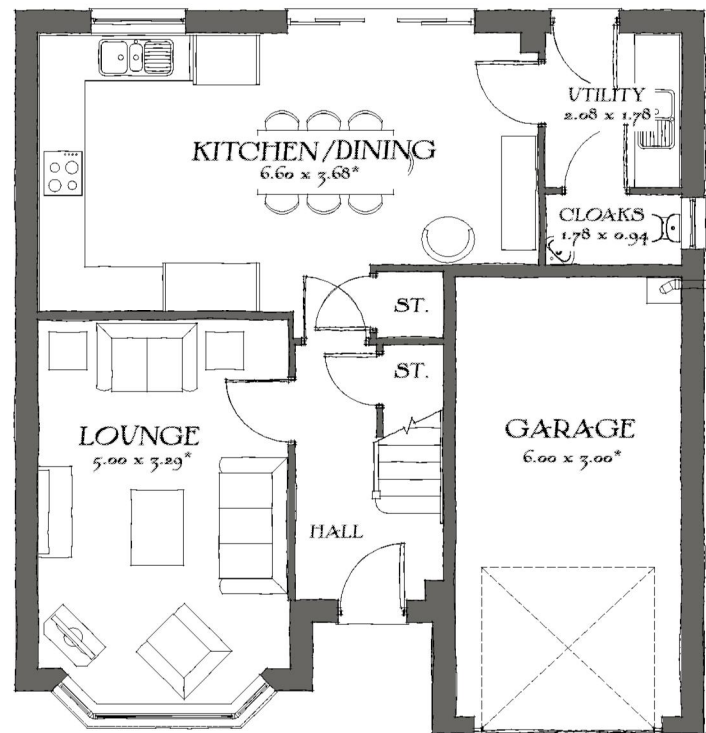 UTILITY
2.08 x 1.78
KITCHEN/DINING
6.60 x 3.68*
CLOAKS
1.78 x 0.94
ST.
ST.
LOUNGE
5.00 x 3.29*
GARAGE
6.00 x 3.00*
HALL